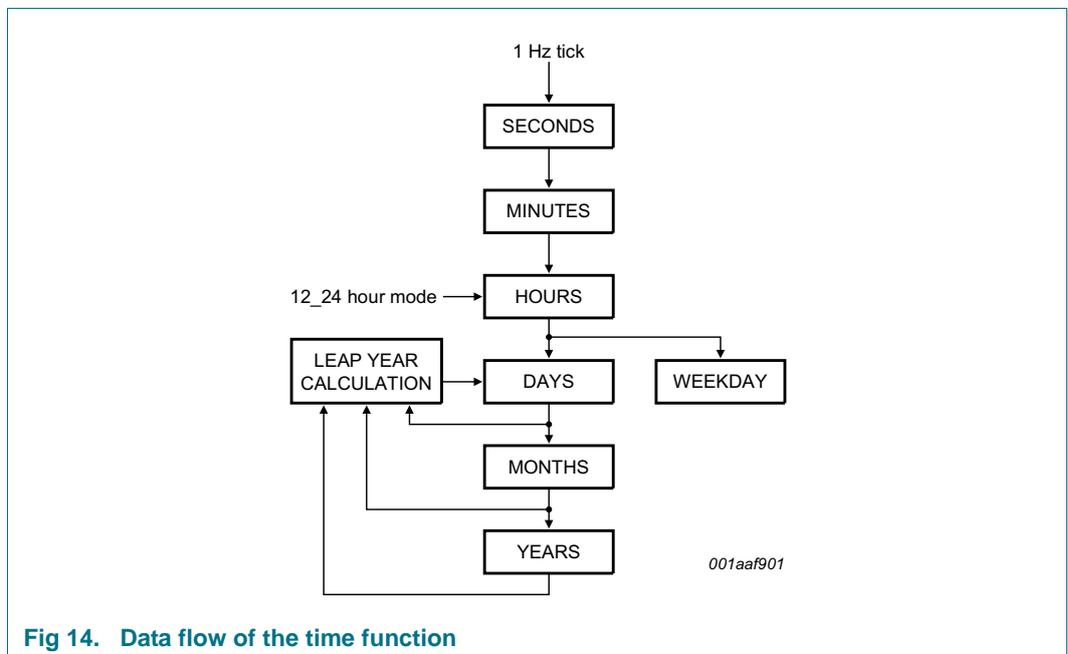 1 Hz tick
SECONDS
MINUTES
12_24 hour mode
HOURS
LEAP YEAR
CALCULATION
DAYS
WEEKDAY
MONTHS
YEARS
001aaf901
Fig 14. Data flow of the time function